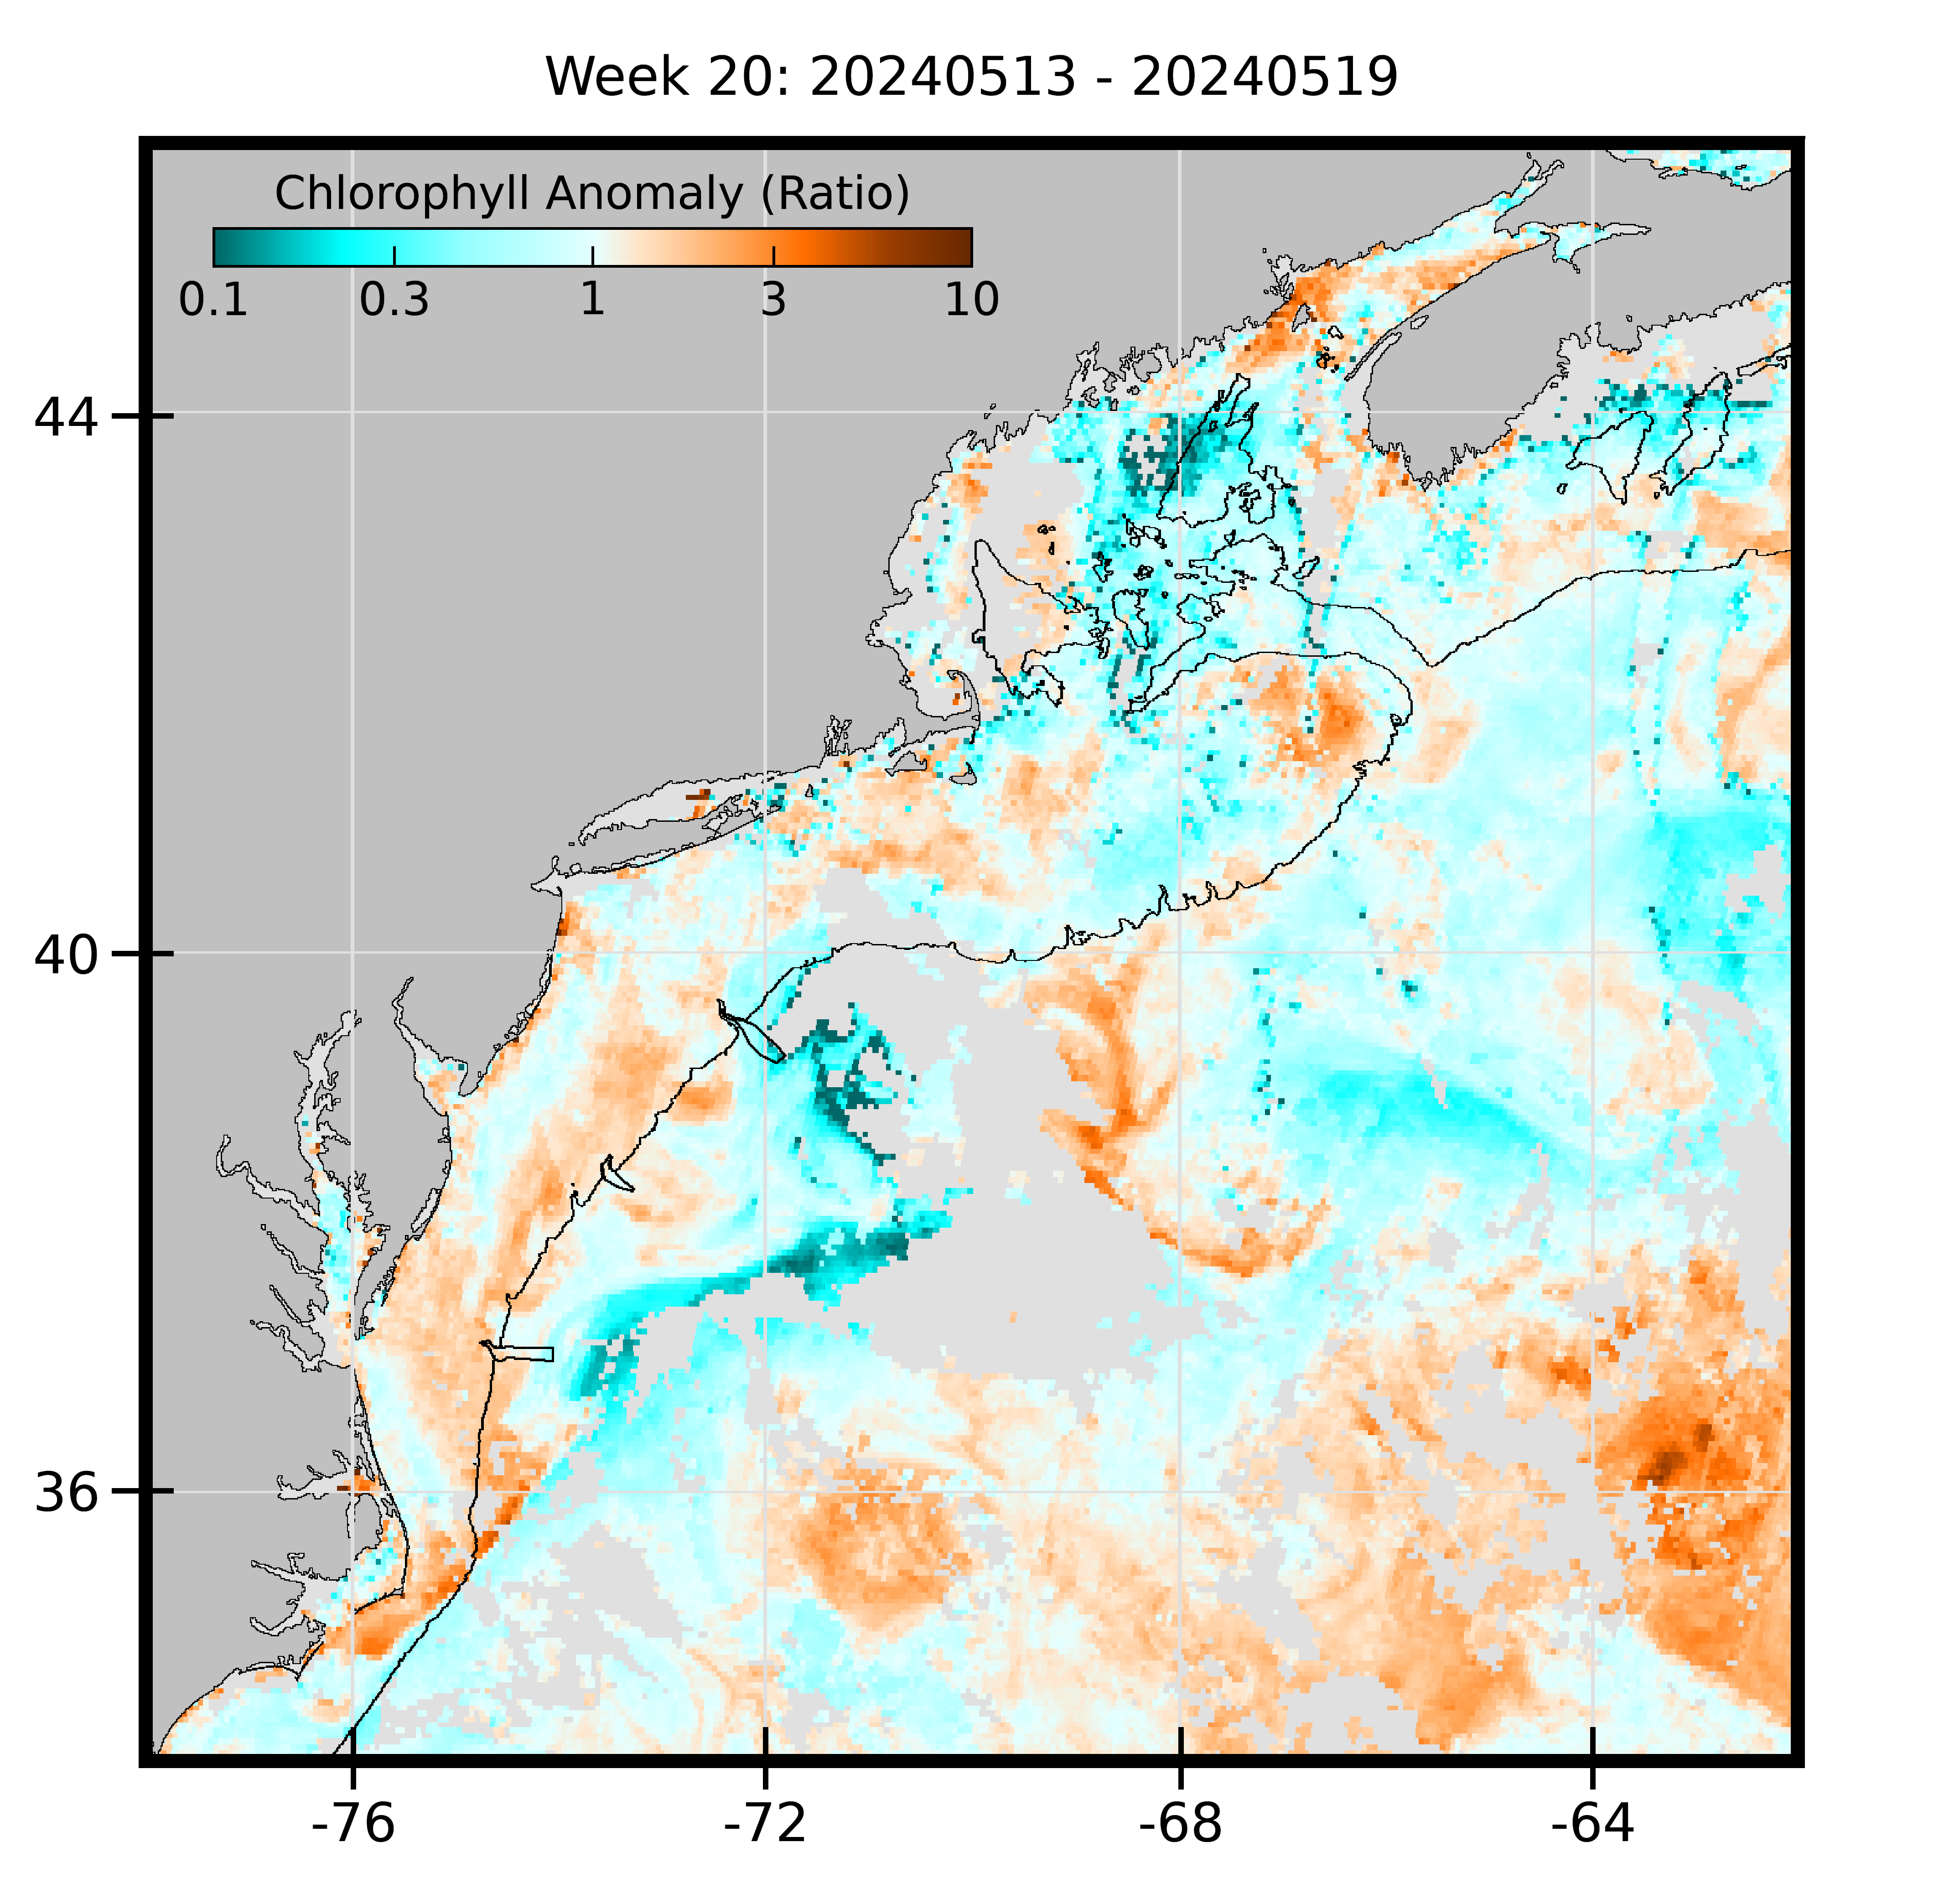 Week 20: 20240513 - 20240519
Chlorophyll Anomaly (Ratio)
0.1 0.3 1 3 10
44
40
36
-76 -72 -68 -64